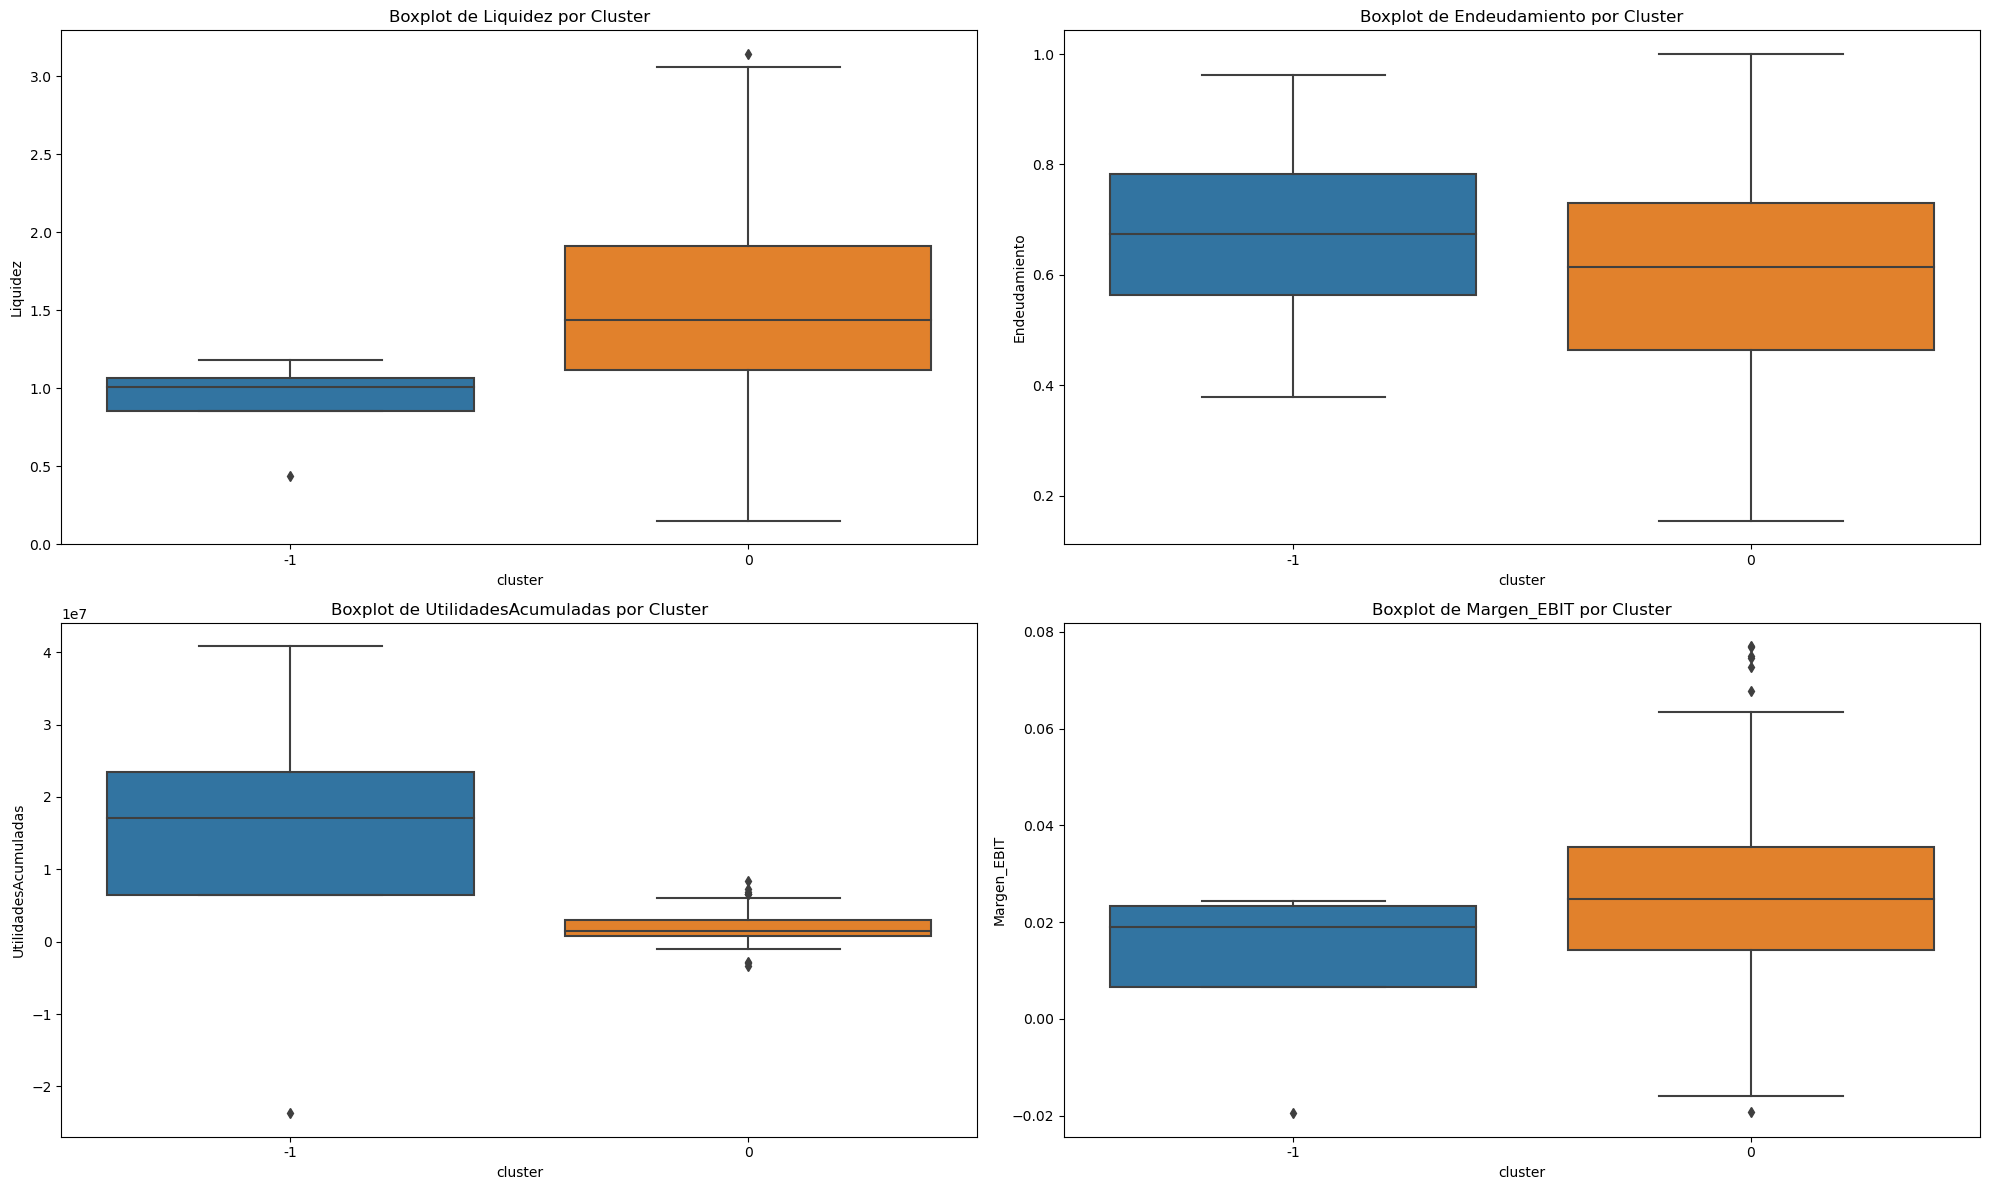 Boxplot de Liquidez por Cluster
3.0
2.5
2.0
1.5
1.0
0.5
0.0
Liquidez
-1
0
cluster
Boxplot de Endeudamiento por Cluster
1.0
0.8
0.6
0.4
0.2
Endeudamiento
-1
0
cluster
Boxplot de UtilidadesAcumuladas por Cluster
1e7
4
3
2
1
0
−1
−2
UtilidadesAcumuladas
-1
0
cluster
Boxplot de Margen_EBIT por Cluster
0.08
0.06
0.04
0.02
0.00
−0.02
Margen_EBIT
-1
0
cluster